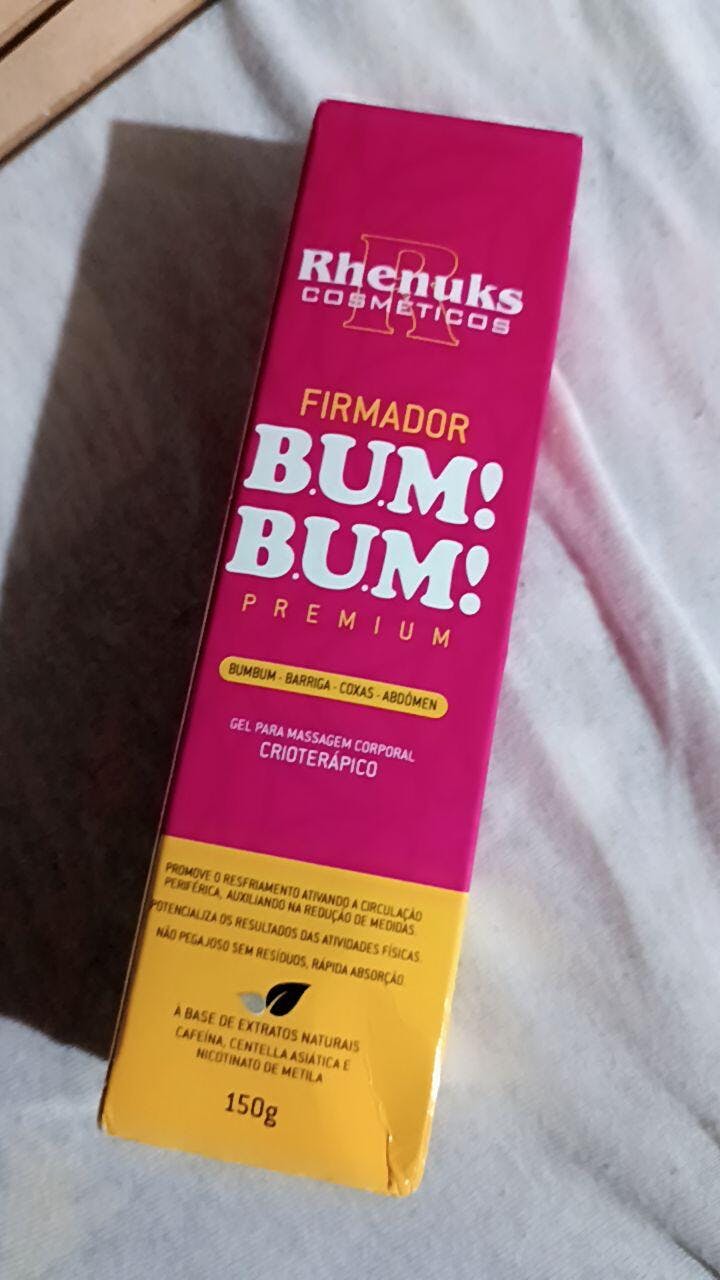 Rhenuks
COSMÉTICOS
FIRMADOR
B.U.M!
B.U.M!
PREMIUM
BUMBUM - BARRIGA - COXAS - ABDÔMEN
GEL PARA MASSAGEM CORPORAL
CRIOTERÁPICO
PROMOVE O RESFRIAMENTO ATIVANDO A CIRCULAÇÃO
PERIFÉRICA, AUXILIANDO NA REDUÇÃO DE MEDIDAS.
POTENCIALIZA OS RESULTADOS DAS ATIVIDADES FÍSICAS.
NÃO PEGAJOSO SEM RESÍDUOS, RÁPIDA ABSORÇÃO
À BASE DE EXTRATOS NATURAIS
CAFEÍNA, CENTELLA ASIÁTICA E
NICOTINATO DE METILA
150g